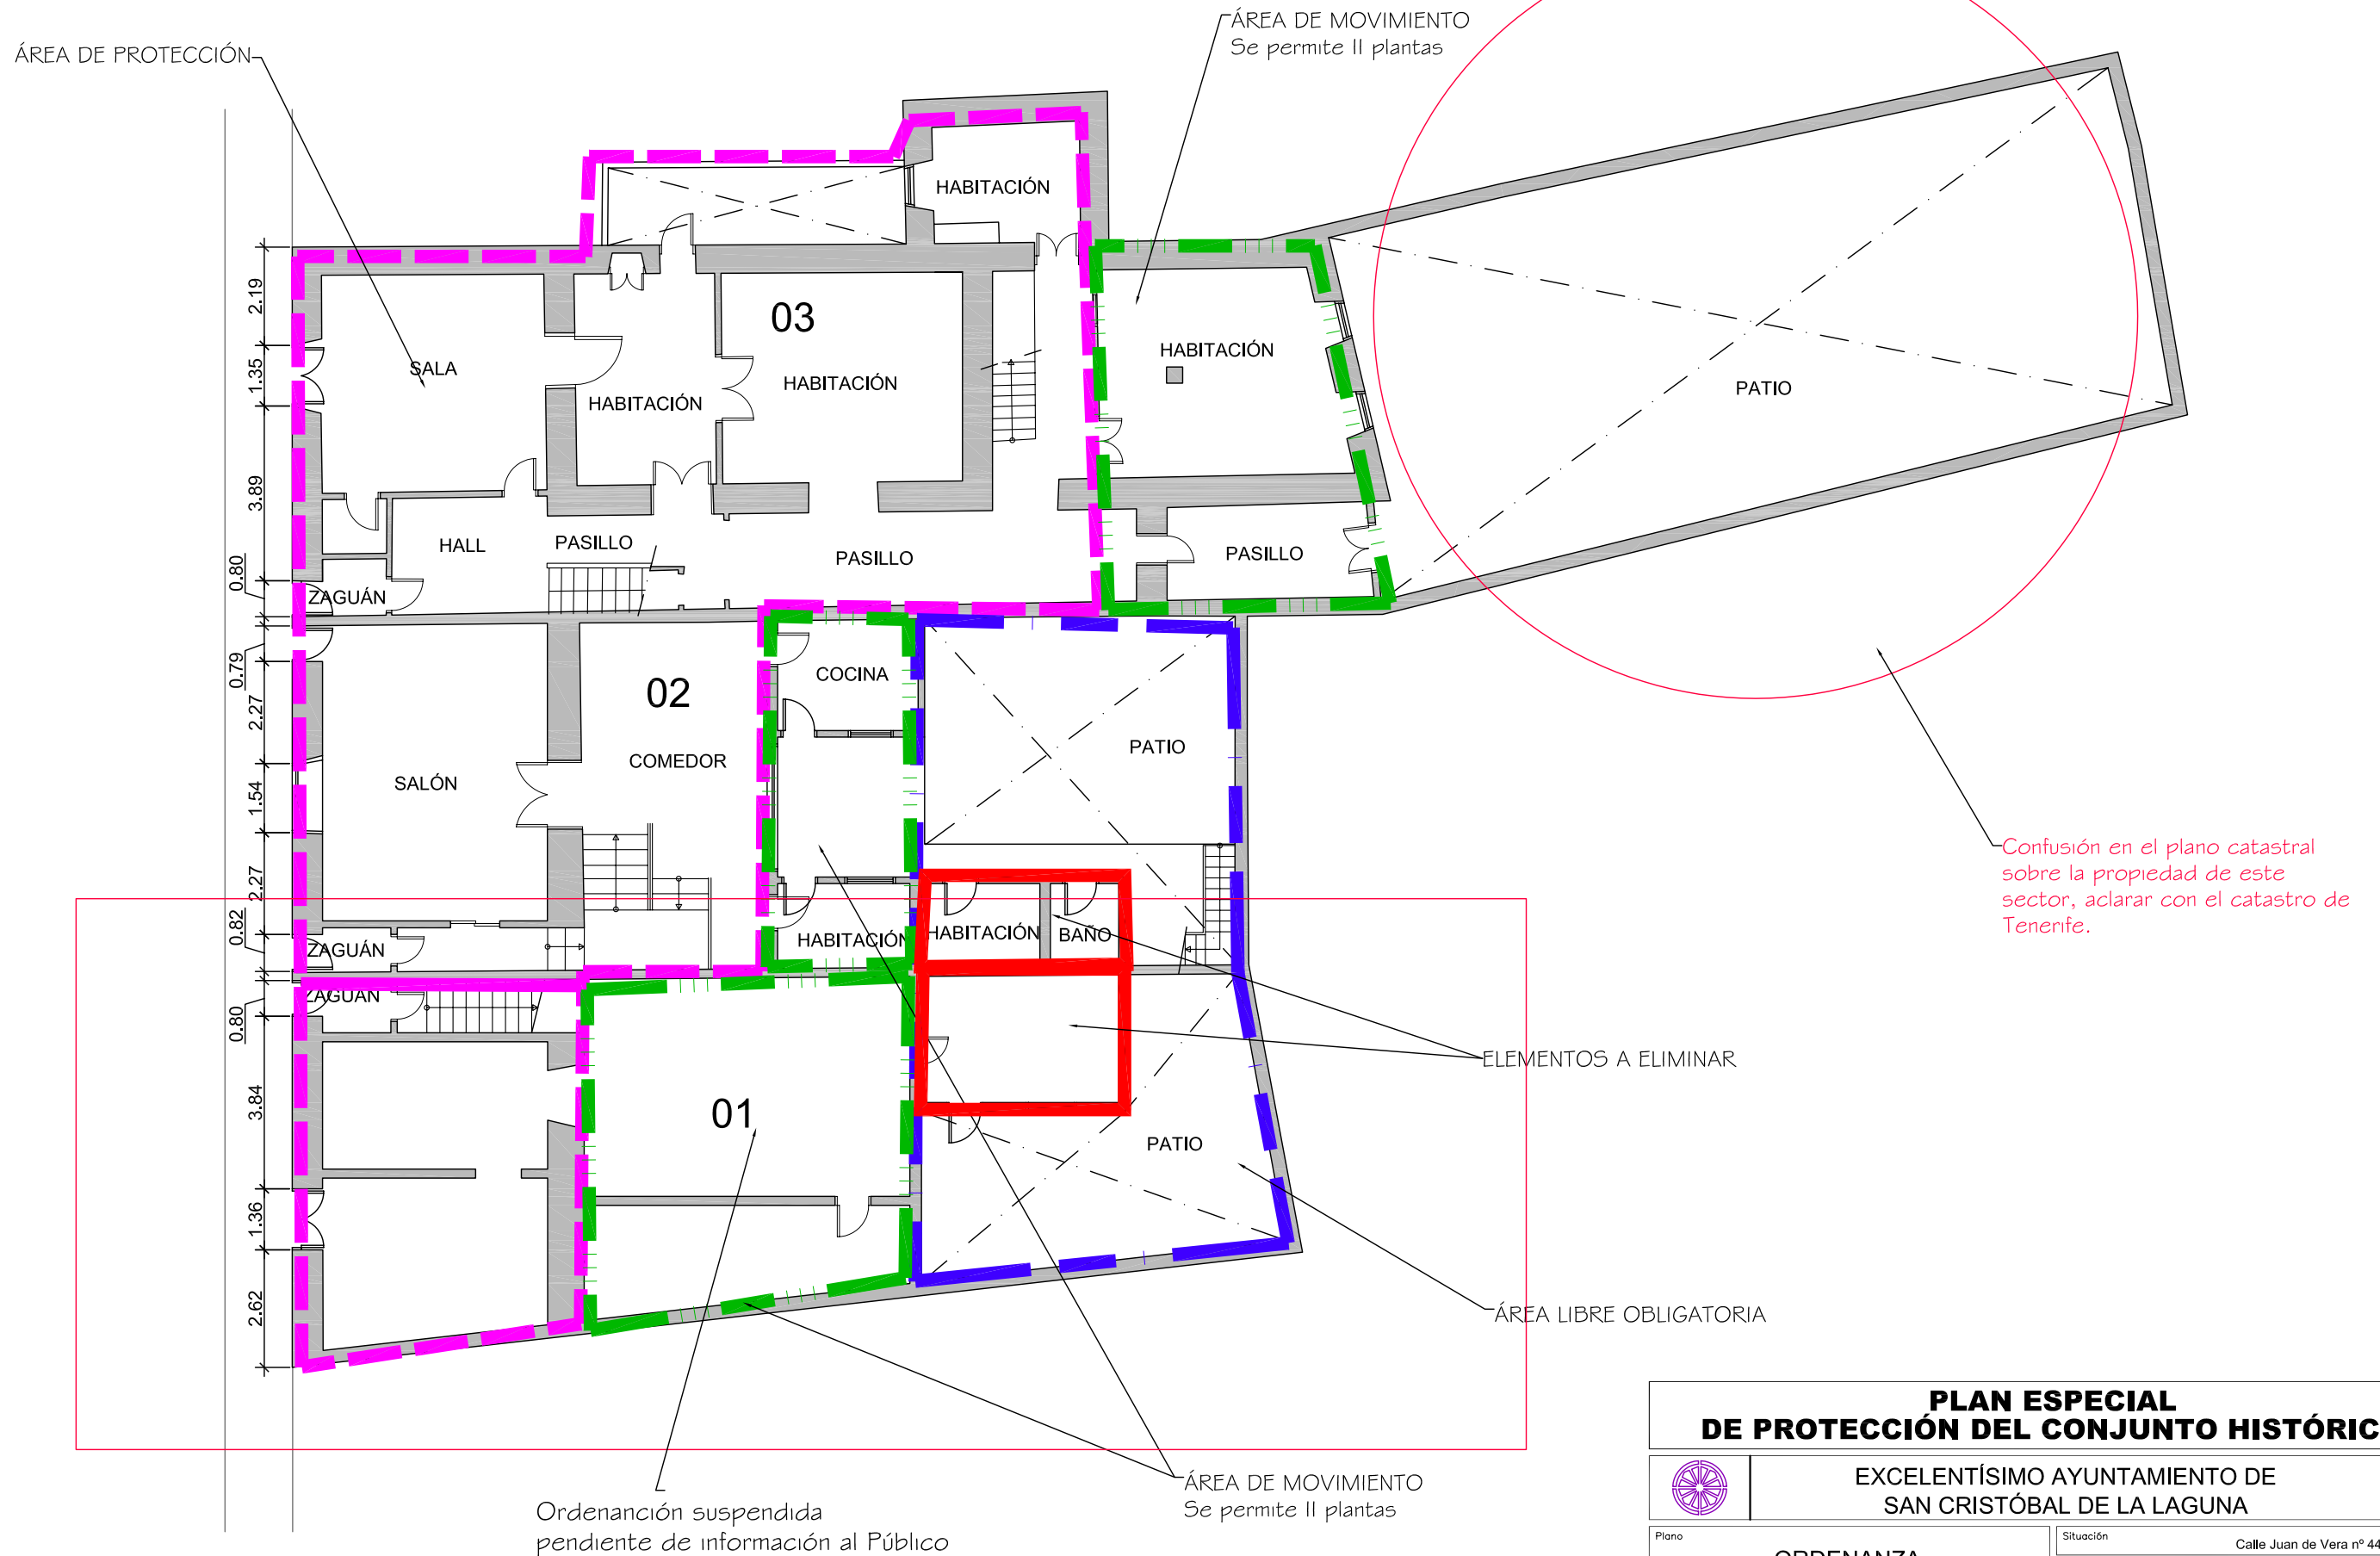 ÁREA DE PROTECCIÓN
ÁREA DE MOVIMIENTO
Se permite II plantas
HABITACIÓN
2.19
1.35
3.89
0.80
0.79
2.27
1.54
2.27
0.82
0.80
3.84
1.36
2.62
03
SALA
HABITACIÓN
HABITACIÓN
HABITACIÓN
PATIO
HALL
PASILLO
PASILLO
PASILLO
ZAGUÁN
02
COCINA
COMEDOR
PATIO
SALÓN
Confusión en el plano catastral
sobre la propiedad de este
sector, aclarar con el catastro de
Tenerife.
HABITACIÓN
HABITACIÓN
BAÑO
ZAGUÁN
ZAGUÁN
ELEMENTOS A ELIMINAR
01
PATIO
ÁREA LIBRE OBLIGATORIA
ÁREA DE MOVIMIENTO
Se permite II plantas
Ordenanción suspendida
pendiente de información al Público
PLAN ESPECIAL
DE PROTECCIÓN DEL CONJUNTO HISTÓRIC
EXCELENTÍSIMO AYUNTAMIENTO DE
SAN CRISTÓBAL DE LA LAGUNA
Plano
ORDENANZA
Situación
Calle Juan de Vera nº